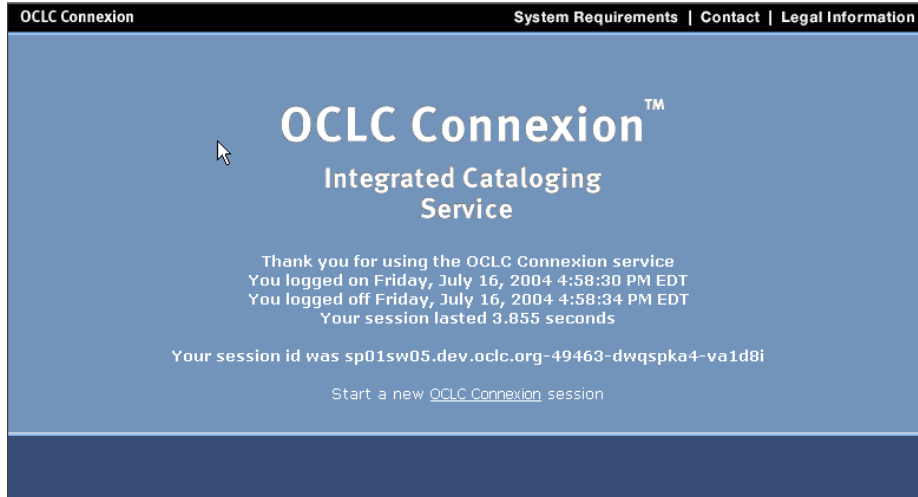 OCLC Connexion
System Requirements | Contact | Legal Information
OCLC Connexion™
Integrated Cataloging
Service
Thank you for using the OCLC Connexion service
You logged on Friday, July 16, 2004 4:58:30 PM EDT
You logged off Friday, July 16, 2004 4:58:34 PM EDT
Your session lasted 3.855 seconds
Your session id was sp01sw05.dev.oclc.org-49463-dwqspka4-va1d8i
Start a new OCLC Connexion session